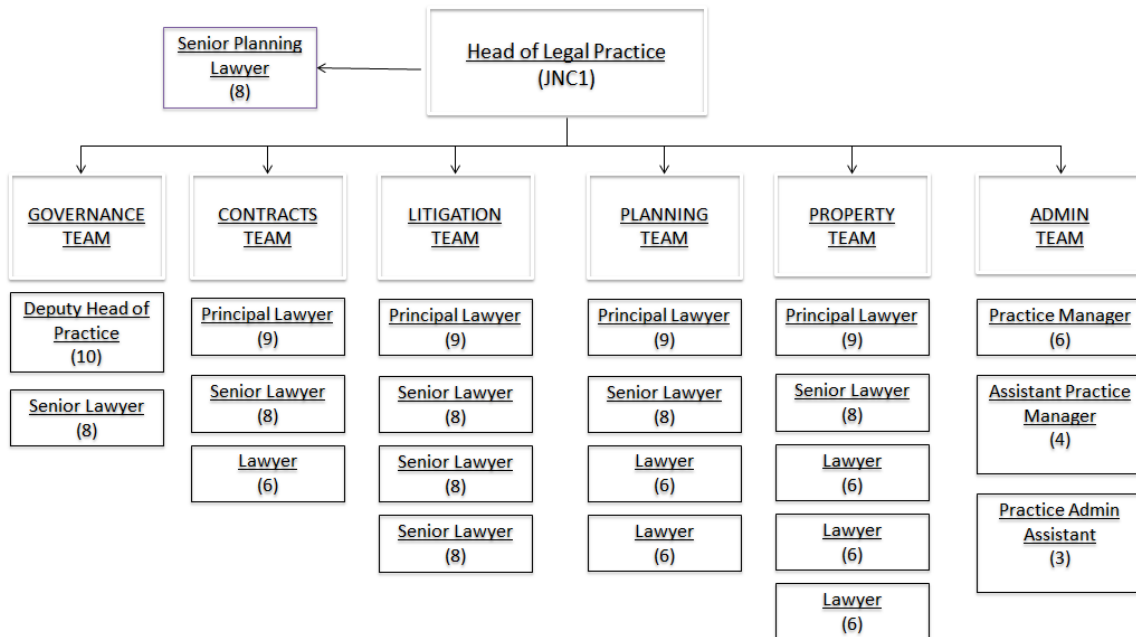 Senior Planning
Lawyer
(8)
Head of Legal Practice
(JNC1)
GOVERNANCE
TEAM
CONTRACTS
TEAM
LITIGATION
TEAM
PLANNING
TEAM
PROPERTY
TEAM
ADMIN
TEAM
Deputy Head of
Practice
(10)
Senior Lawyer
(8)
Principal Lawyer
(9)
Senior Lawyer
(8)
Lawyer
(6)
Principal Lawyer
(9)
Senior Lawyer
(8)
Senior Lawyer
(8)
Senior Lawyer
(8)
Principal Lawyer
(9)
Senior Lawyer
(8)
Lawyer
(6)
Lawyer
(6)
Principal Lawyer
(9)
Senior Lawyer
(8)
Lawyer
(6)
Lawyer
(6)
Lawyer
(6)
Practice Manager
(6)
Assistant Practice
Manager
(4)
Practice Admin
Assistant
(3)